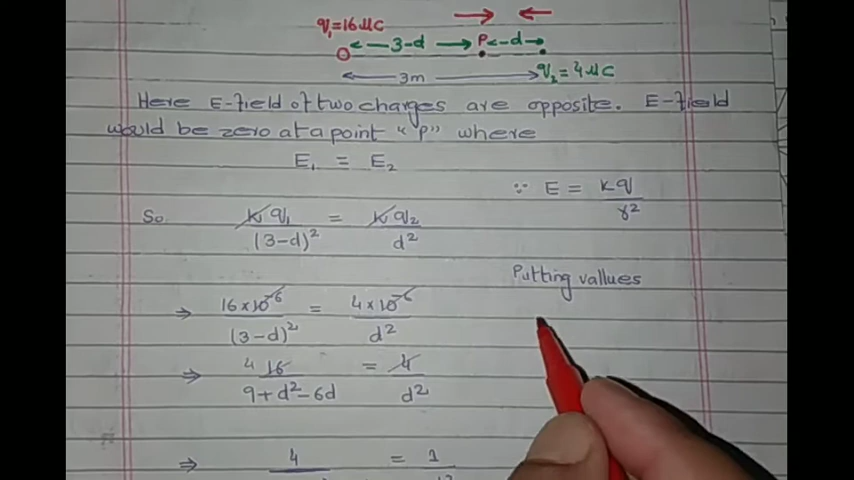 q₁=16μC
3-d P d
3m q₂=4μC
Here E-field of two charges are opposite. E-field
would be zero at a point "P" where
E₁ = E₂
∵ E = kq/r²
So kq₁/(3-d)² = kq₂/d²
Putting vallues
⇒ 16×10⁻⁶/(3-d)² = 4×10⁻⁶/d²
⇒ 4 16/9+d²-6d = 4/d²
⇒ 4 = 1